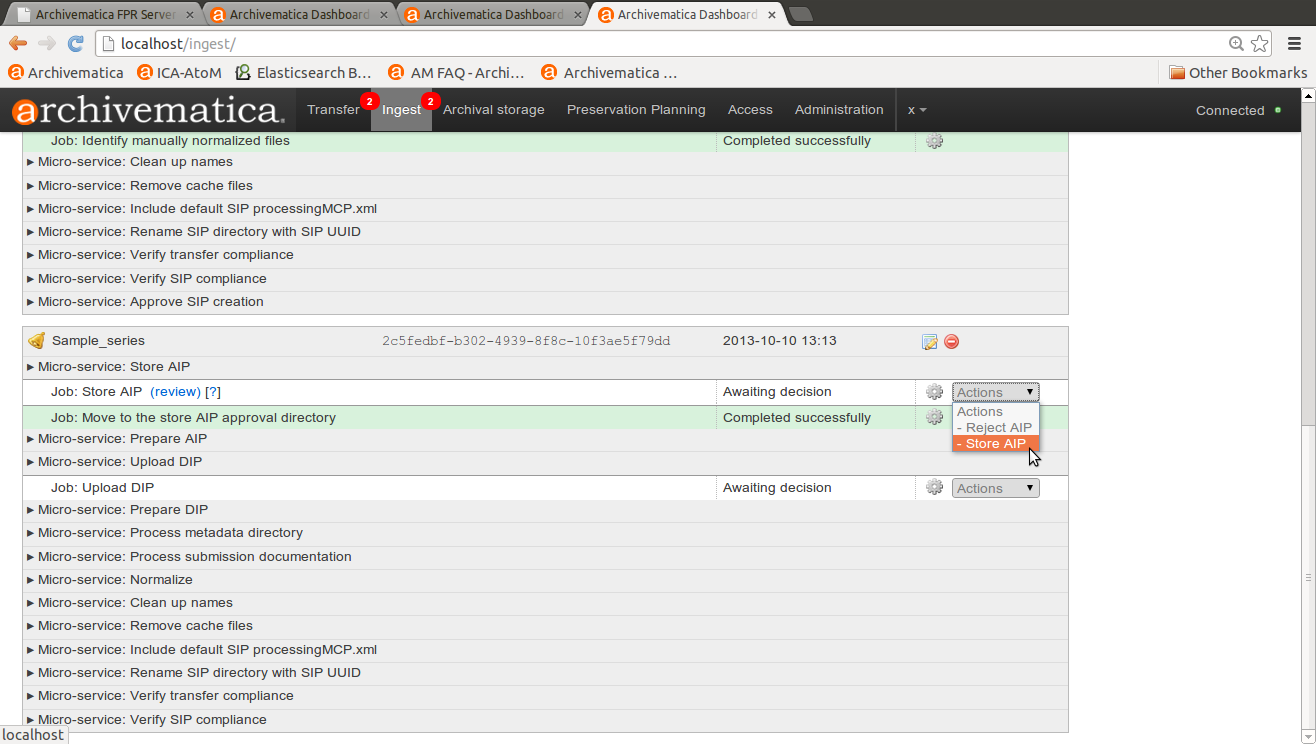 Archivematica FPR Server
Archivematica Dashboard
Archivematica Dashboard
Archivematica Dashboard
localhost/ingest/
Archivematica
ICA-AtoM
Elasticsearch B...
AM FAQ - Archi...
Archivematica ...
Other Bookmarks
archivematica.
Transfer 2
Ingest 2
Archival storage
Preservation Planning
Access
Administration
x
Connected
Job: Identify manually normalized files Completed successfully
Micro-service: Clean up names
Micro-service: Remove cache files
Micro-service: Include default SIP processingMCP.xml
Micro-service: Rename SIP directory with SIP UUID
Micro-service: Verify transfer compliance
Micro-service: Verify SIP compliance
Micro-service: Approve SIP creation
Sample_series 2c5fedbf-b302-4939-8f8c-10f3ae5f79dd 2013-10-10 13:13
Micro-service: Store AIP
Job: Store AIP (review) [?] Awaiting decision Actions
Actions
- Reject AIP
- Store AIP
Job: Move to the store AIP approval directory Completed successfully
Micro-service: Prepare AIP
Micro-service: Upload DIP
Job: Upload DIP Awaiting decision Actions
Micro-service: Prepare DIP
Micro-service: Process metadata directory
Micro-service: Process submission documentation
Micro-service: Normalize
Micro-service: Clean up names
Micro-service: Remove cache files
Micro-service: Include default SIP processingMCP.xml
Micro-service: Rename SIP directory with SIP UUID
Micro-service: Verify transfer compliance
Micro-service: Verify SIP compliance
localhost